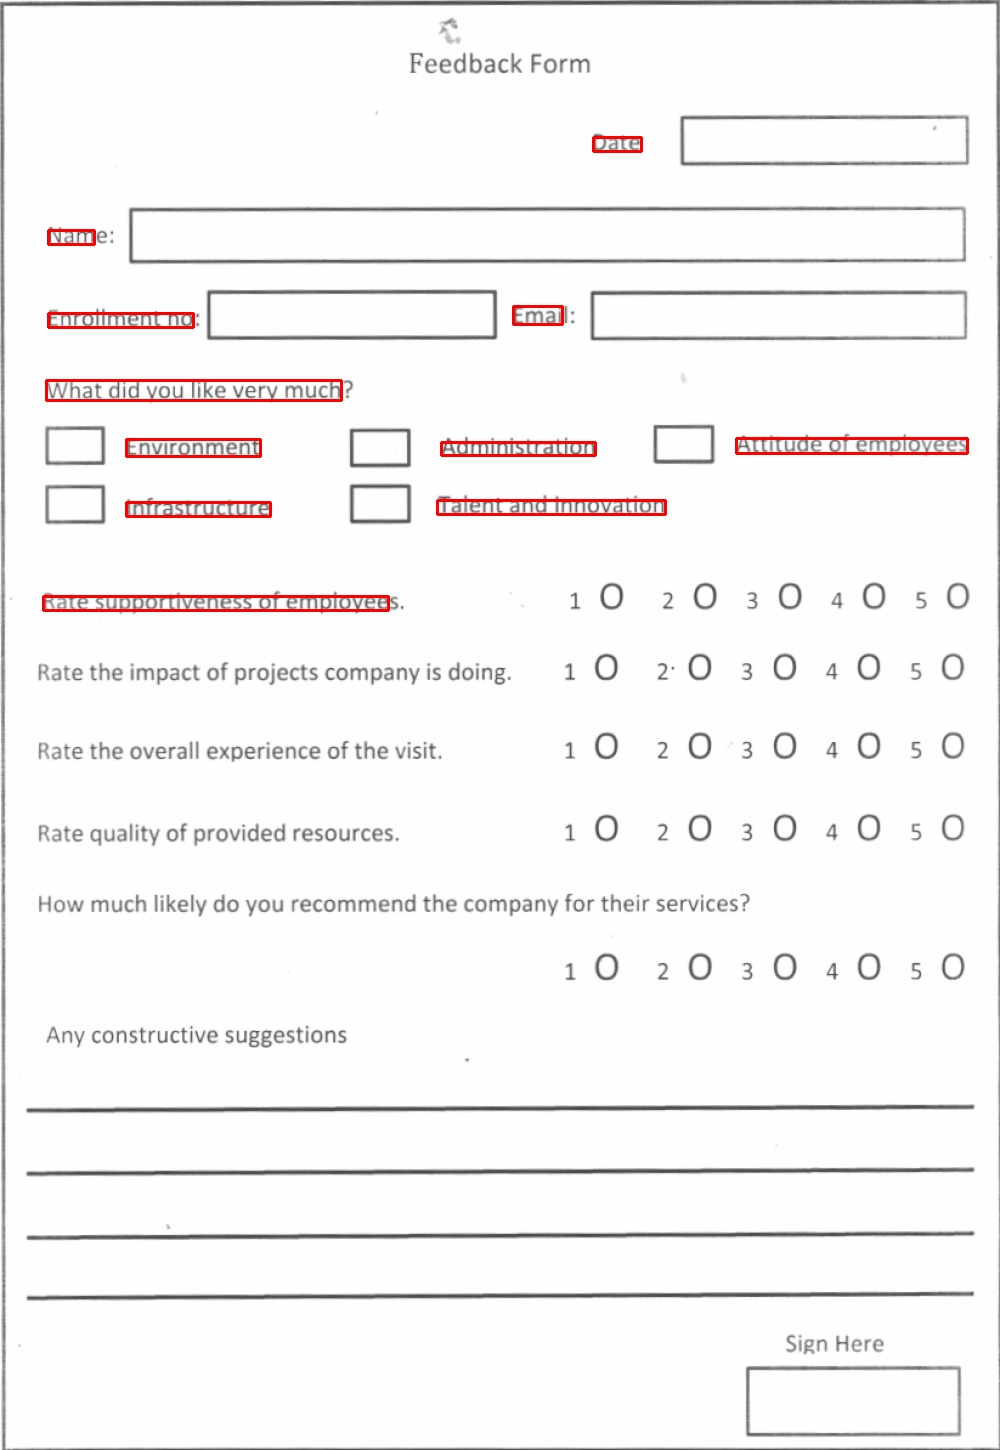 Feedback Form
Date
Name:
Enrollment no: Email:
What did you like very much?
Environment Administration Attitude of employees
Infrastructure Talent and Innovation
Rate supportiveness of employees. 1 O 2 O 3 O 4 O 5 O
Rate the impact of projects company is doing. 1 O 2 O 3 O 4 O 5 O
Rate the overall experience of the visit. 1 O 2 O 3 O 4 O 5 O
Rate quality of provided resources. 1 O 2 O 3 O 4 O 5 O
How much likely do you recommend the company for their services?
1 O 2 O 3 O 4 O 5 O
Any constructive suggestions
Sign Here